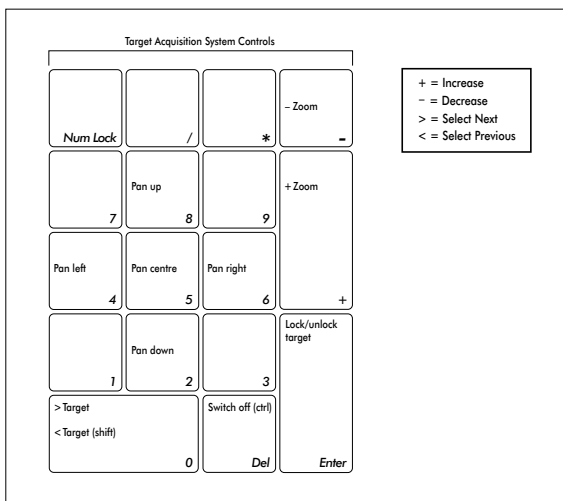 Target Acquisition System Controls
Num Lock
/
*
– Zoom
-
+ = Increase
– = Decrease
> = Select Next
< = Select Previous
7
Pan up
8
9
+ Zoom
+
Pan left
4
Pan centre
5
Pan right
6
1
Pan down
2
3
Lock/unlock
target
Enter
> Target
< Target (shift)
0
Switch off (ctrl)
Del